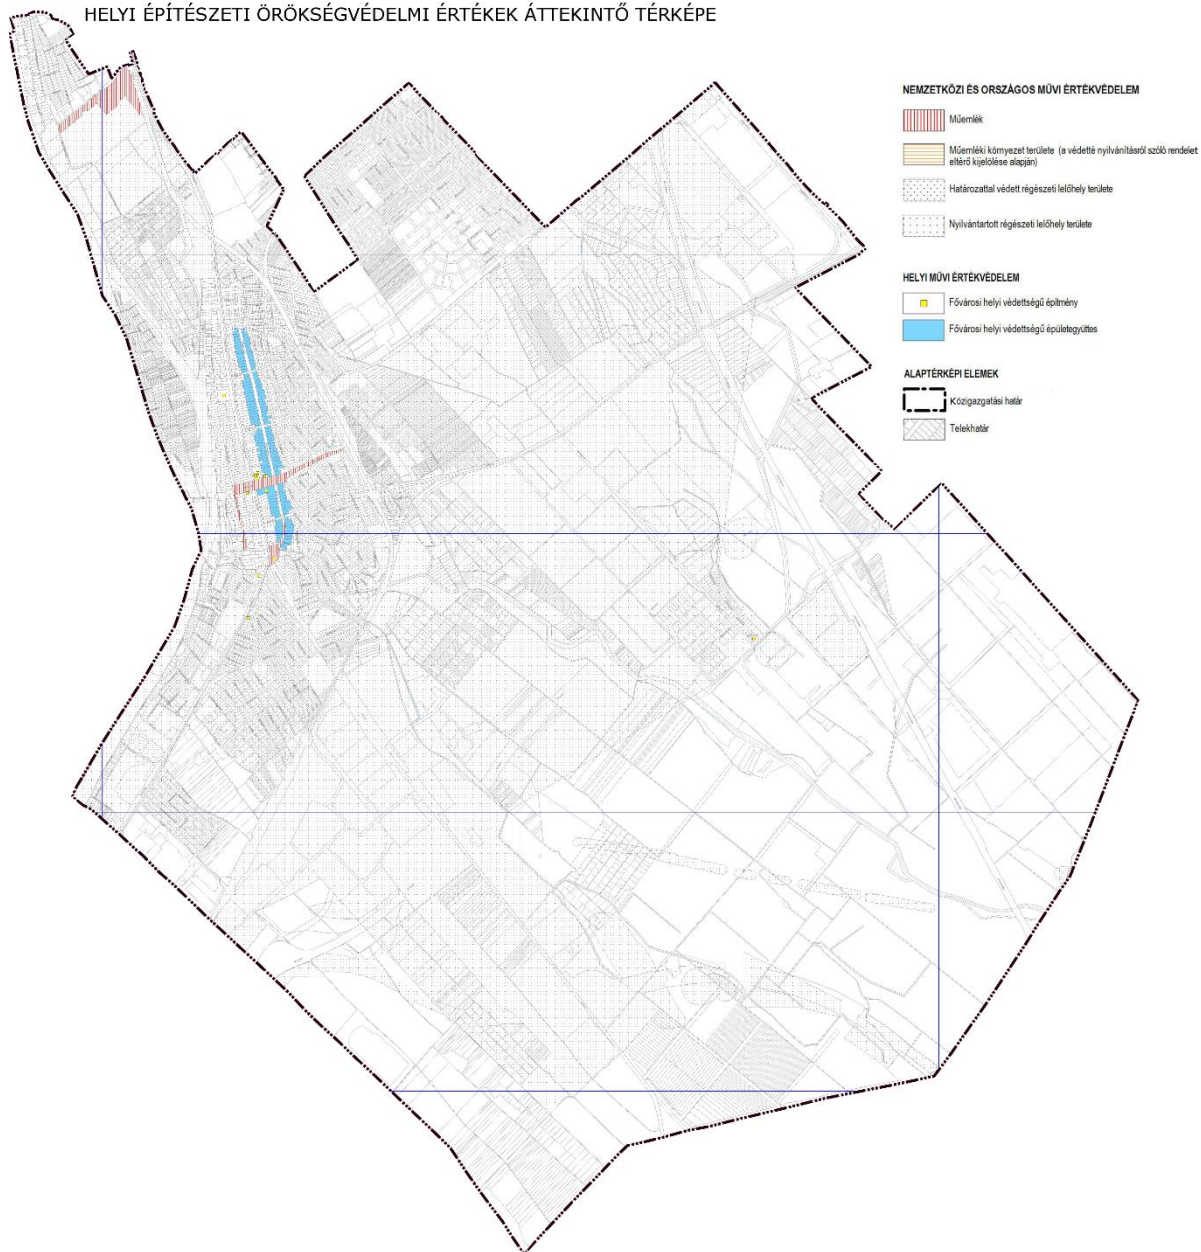 HELYI ÉPÍTÉSZETI ÖRÖKSÉGVÉDELMI ÉRTÉKEK ÁTTEKINTŐ TÉRKÉPE
NEMZETKÖZI ÉS ORSZÁGOS MŰVI ÉRTÉKVÉDELEM
Műemlék
Műemléki környezet területe (a védetté nyilvánításról szóló rendelet
eltérő kijelölése alapján)
Határozattal védett régészeti lelőhely területe
Nyilvántartott régészeti lelőhely területe
HELYI MŰVI ÉRTÉKVÉDELEM
Fővárosi helyi védettségű építmény
Fővárosi helyi védettségű épületegyüttes
ALAPTÉRKÉPI ELEMEK
Közigazgatási határ
Telekhatár